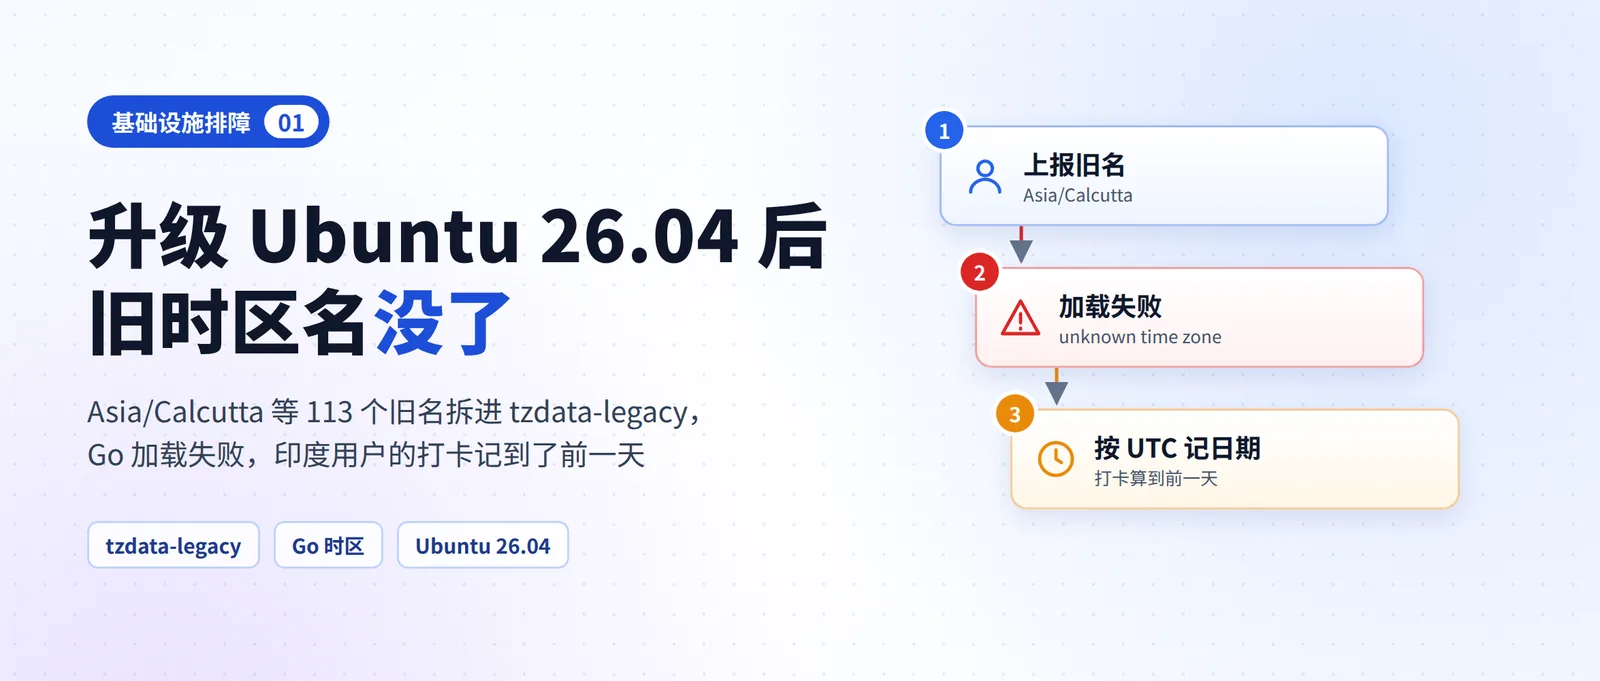 基础设施排障 01
升级 Ubuntu 26.04 后
旧时区名没了
Asia/Calcutta 等 113 个旧名拆进 tzdata-legacy，
Go 加载失败，印度用户的打卡记到了前一天
tzdata-legacy
Go 时区
Ubuntu 26.04
1
上报旧名
Asia/Calcutta
2
加载失败
unknown time zone
3
按 UTC 记日期
打卡算到前一天